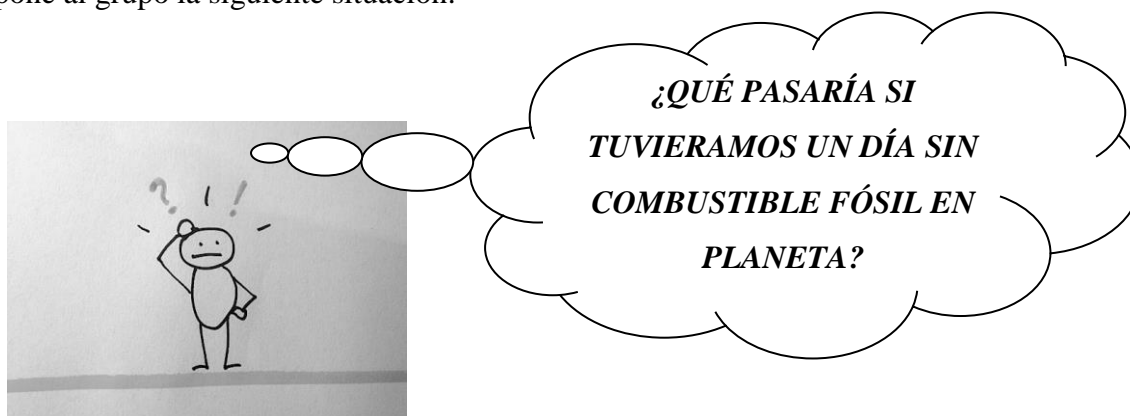 pone al grupo la siguiente situación:
¿QUÉ PASARÍA SI
TUVIERAMOS UN DÍA SIN
COMBUSTIBLE FÓSIL EN
PLANETA?
? !